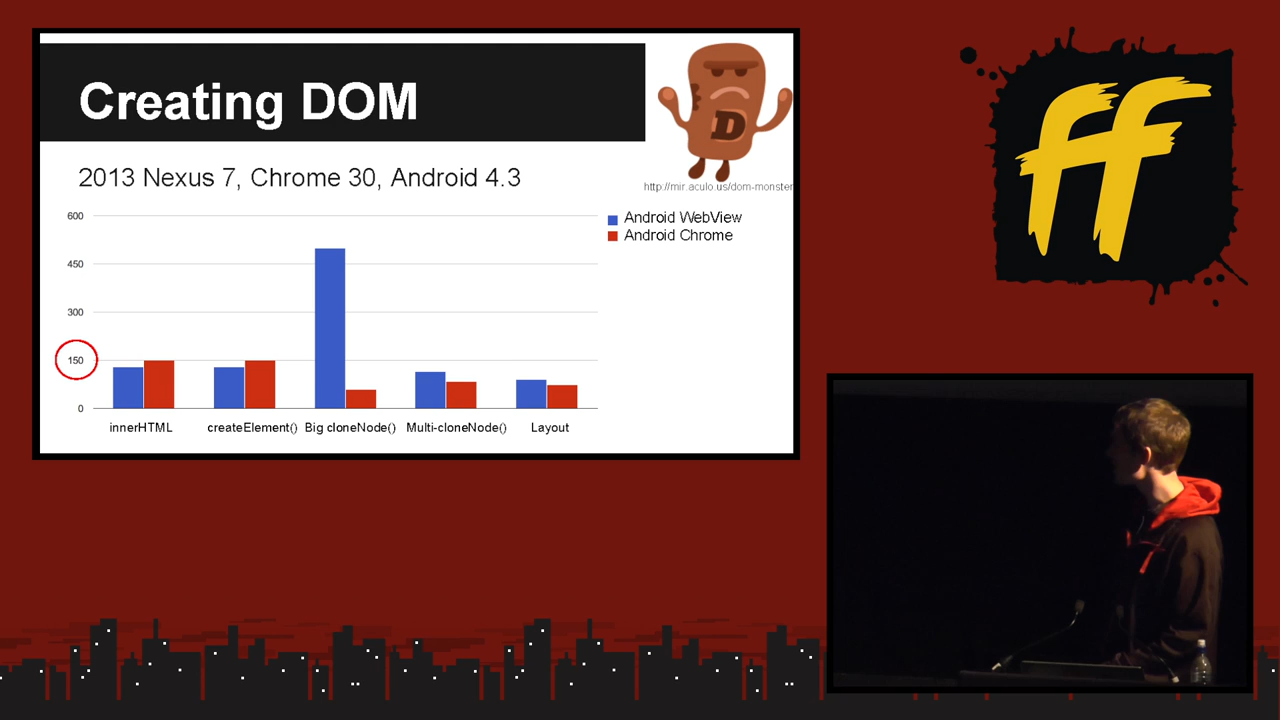 Creating DOM
D
http://mir.aculo.us/dom-monster
2013 Nexus 7, Chrome 30, Android 4.3
Android WebView
Android Chrome
600
450
300
150
0
innerHTML createElement() Big cloneNode() Multi-cloneNode() Layout
ff